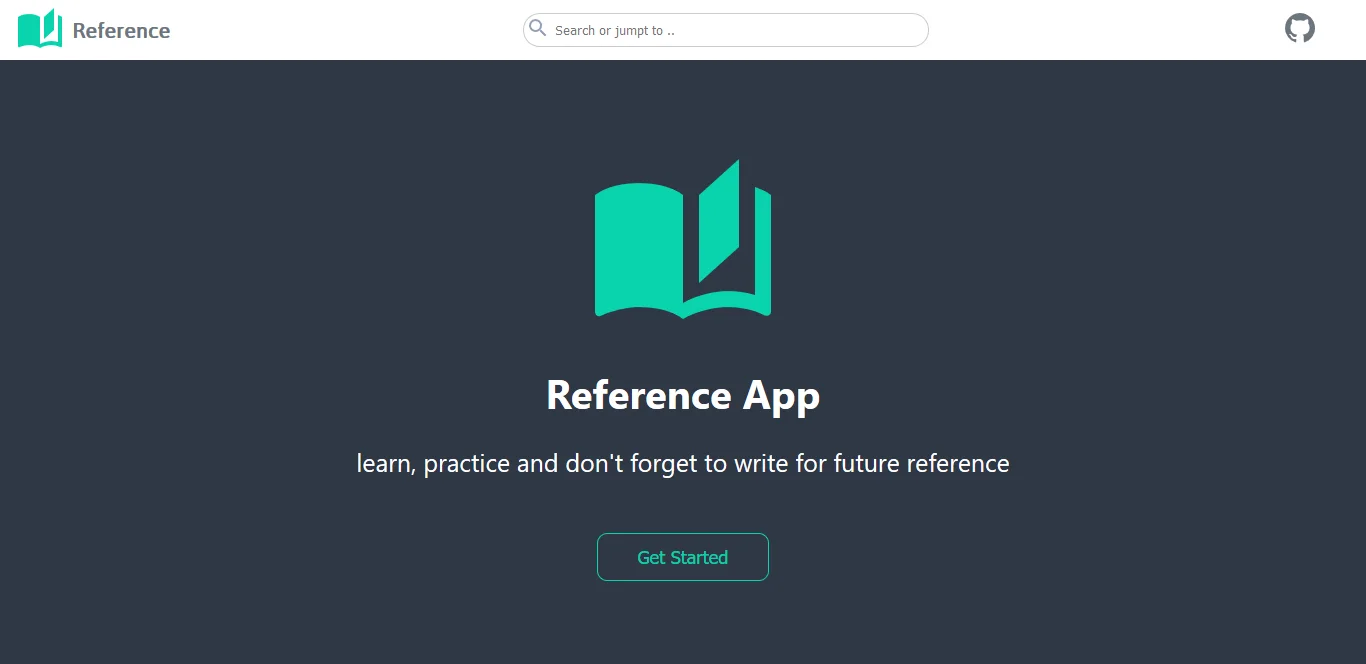 Reference
Search or jumpt to ..
Reference App
learn, practice and don't forget to write for future reference
Get Started